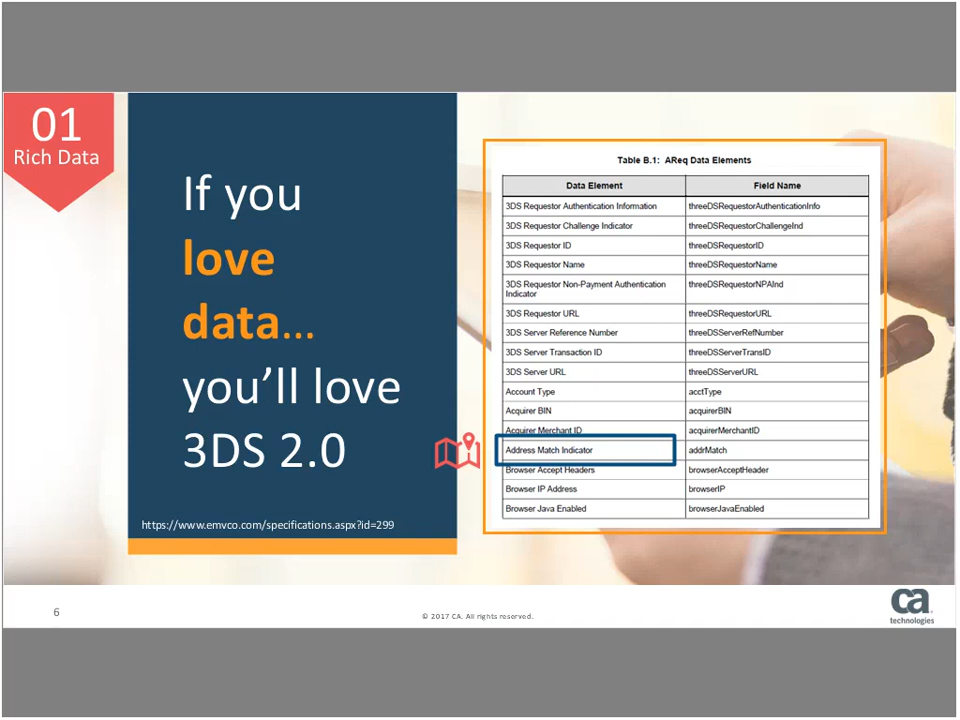 01
Rich Data
If you
love
data...
you’ll love
3DS 2.0
https://www.emvco.com/specifications.aspx?id=299
Table B.1: AReq Data Elements
Data Element Field Name
3DS Requestor Authentication Information threeDSRequestorAuthenticationInfo
3DS Requestor Challenge Indicator threeDSRequestorChallengeInd
3DS Requestor ID threeDSRequestorID
3DS Requestor Name threeDSRequestorName
3DS Requestor Non-Payment Authentication threeDSRequestorNPAInd
Indicator
3DS Requestor URL threeDSRequestorURL
3DS Server Reference Number threeDSServerRefNumber
3DS Server Transaction ID threeDSServerTransID
3DS Server URL threeDSServerURL
Account Type acctType
Acquirer BIN acquirerBIN
Acquirer Merchant ID acquirerMerchantID
Address Match Indicator addrMatch
Browser Accept Headers browserAcceptHeader
Browser IP Address browserIP
Browser Java Enabled browserJavaEnabled
6
© 2017 CA. All rights reserved.
ca
technologies